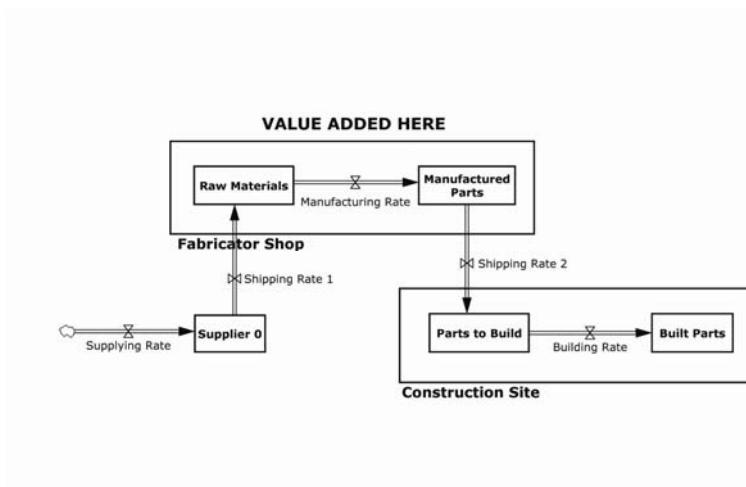 VALUE ADDED HERE
Raw Materials
Manufacturing Rate
Manufactured
Parts
Fabricator Shop
Shipping Rate 1
Shipping Rate 2
Supplying Rate
Supplier 0
Parts to Build
Building Rate
Built Parts
Construction Site